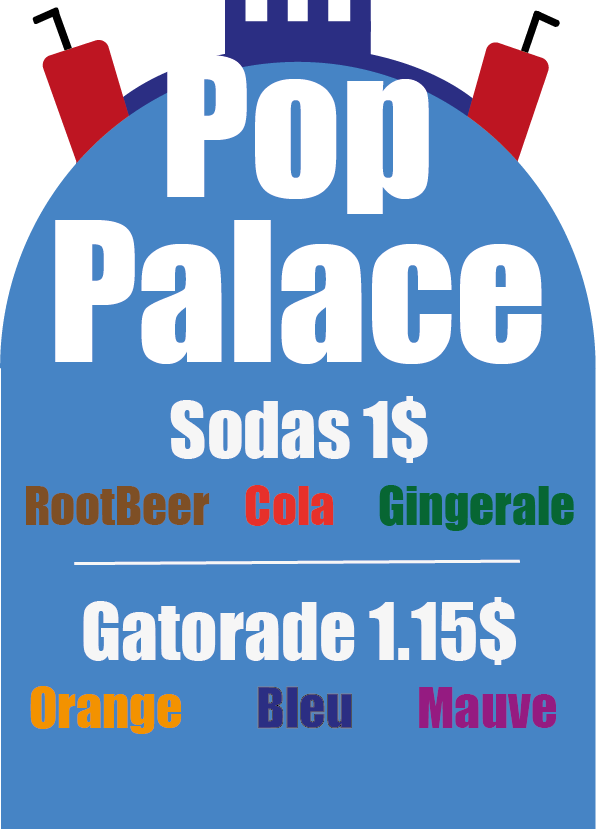 Pop
Palace
Sodas 1$
RootBeer Cola Gingerale
Gatorade 1.15$
Orange Bleu Mauve